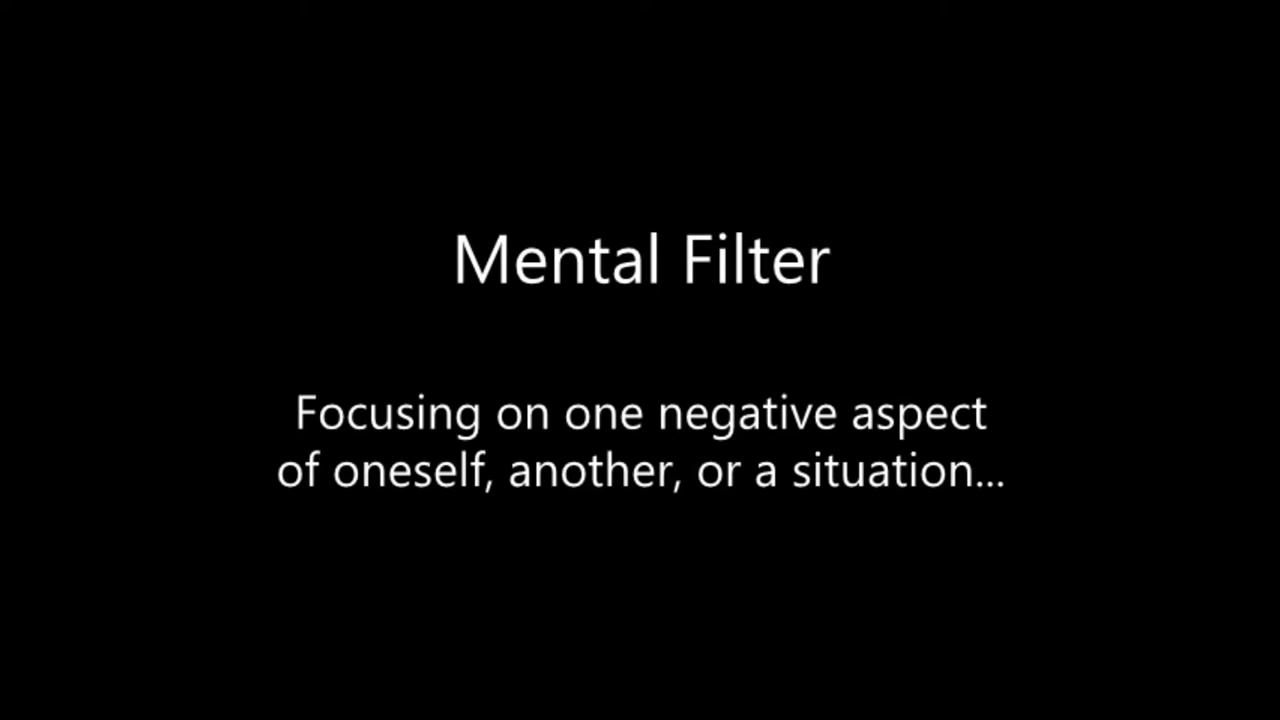 Mental Filter
Focusing on one negative aspect
of oneself, another, or a situation...